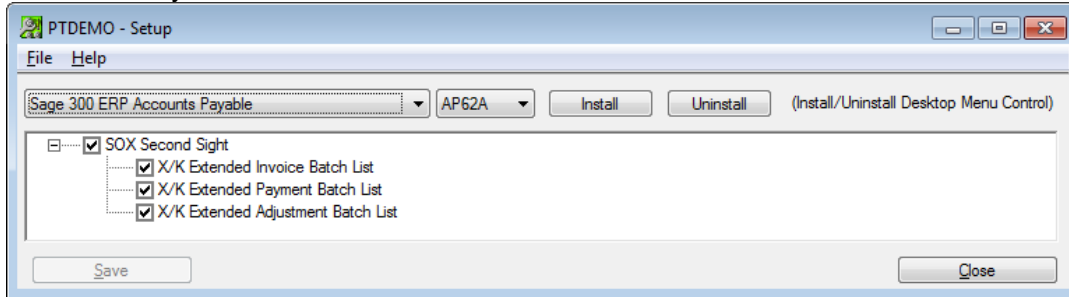 PTDEMO - Setup
File Help
Sage 300 ERP Accounts Payable AP62A Install Uninstall (Install/Uninstall Desktop Menu Control)
SOX Second Sight
X/K Extended Invoice Batch List
X/K Extended Payment Batch List
X/K Extended Adjustment Batch List
Save Close